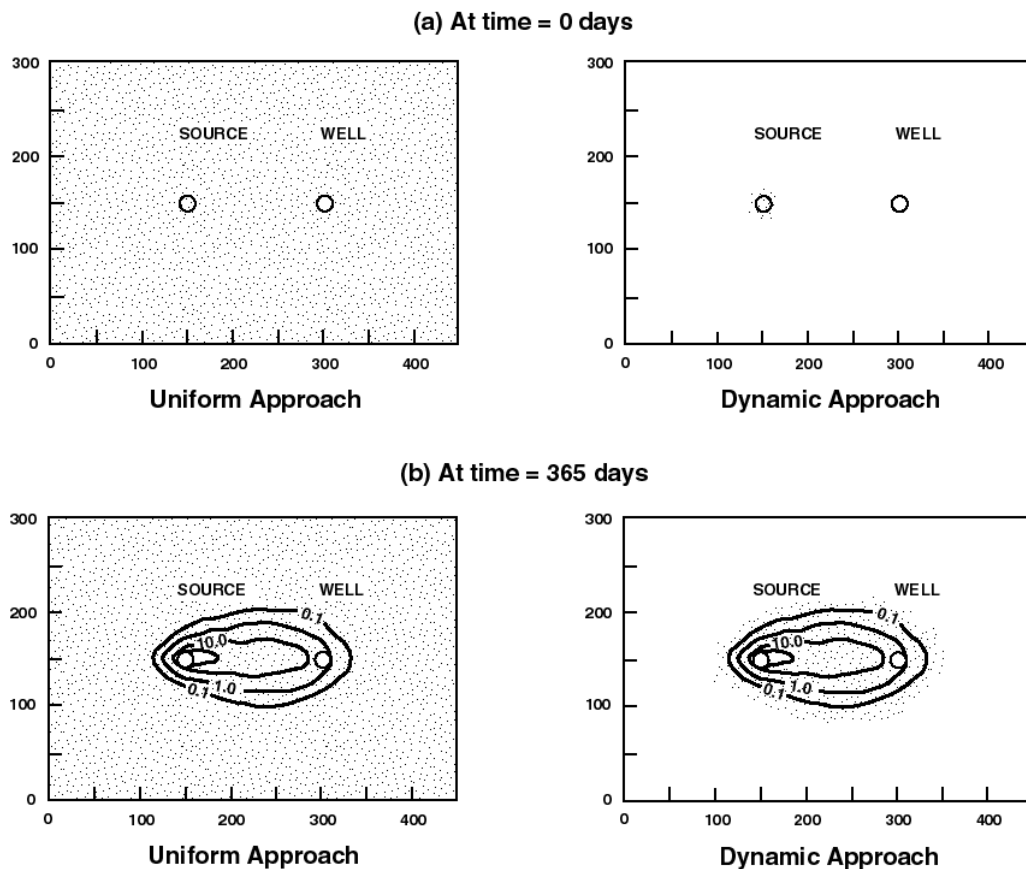 (a) At time = 0 days
300
200
100
0
SOURCE WELL
0 100 200 300 400
Uniform Approach
300
200
100
0
SOURCE WELL
0 100 200 300 400
Dynamic Approach
(b) At time = 365 days
300
200
100
0
SOURCE WELL
0.1
10.0
0.1 1.0
0 100 200 300 400
Uniform Approach
300
200
100
0
SOURCE WELL
0.1
10.0
0.1 1.0
0 100 200 300 400
Dynamic Approach